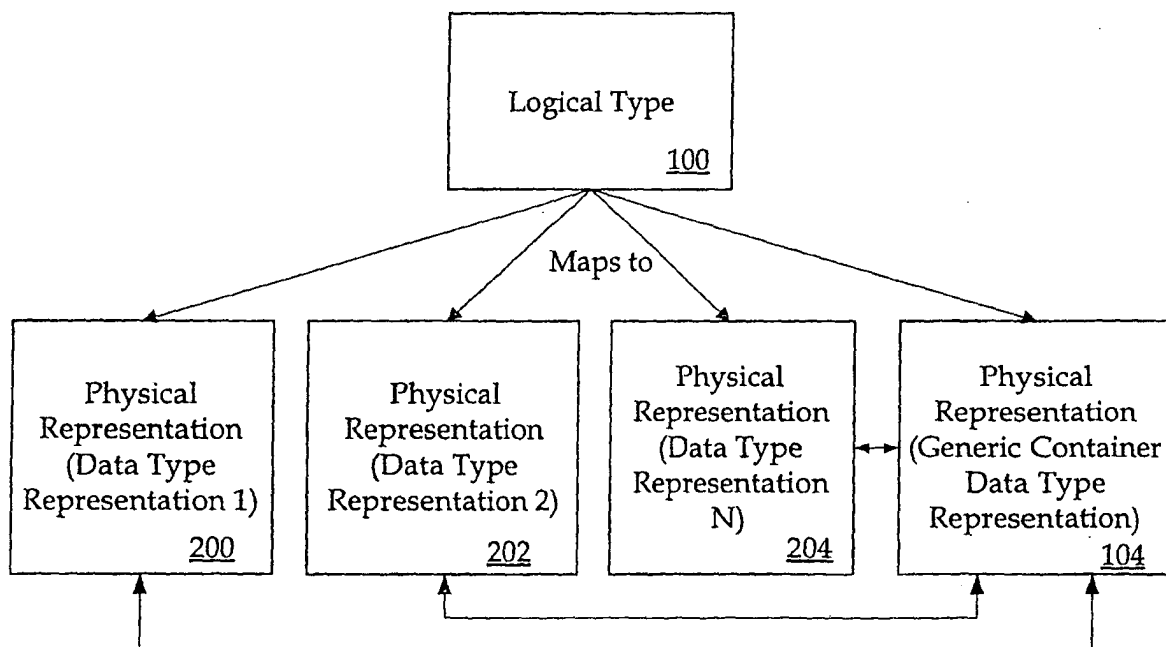 Logical Type
100
Maps to
Physical
Representation
(Data Type
Representation 1)
200
Physical
Representation
(Data Type
Representation 2)
202
Physical
Representation
(Data Type
Representation
N)
204
Physical
Representation
(Generic Container
Data Type
Representation)
104